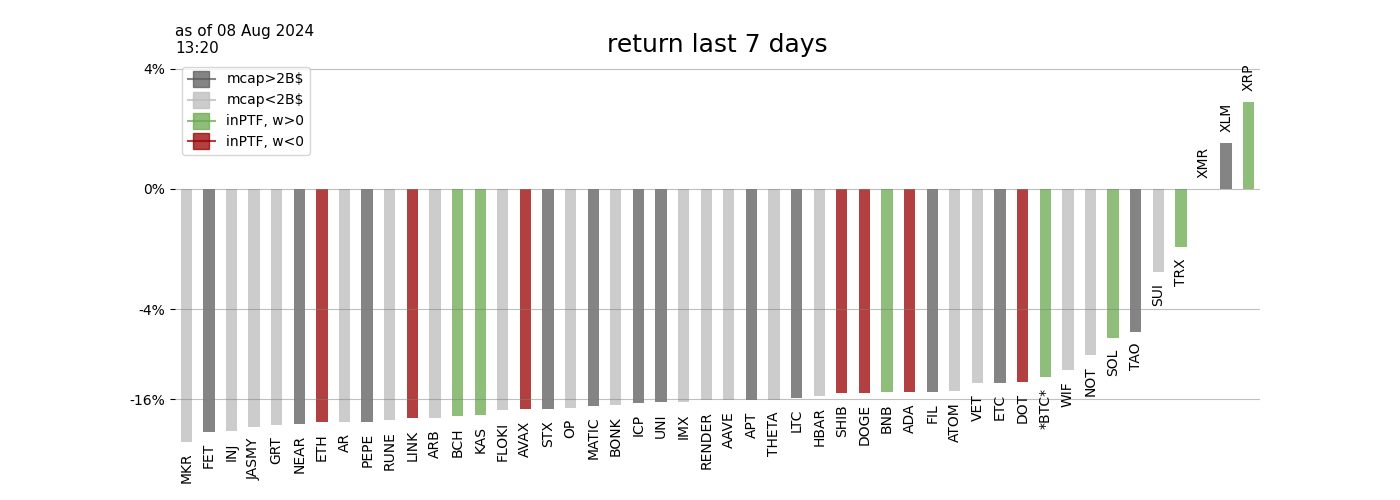 as of 08 Aug 2024
13:20
return last 7 days
4%
0%
-4%
-16%
mcap>2B$
mcap<2B$
inPTF, w>0
inPTF, w<0
MKR
FET
INJ
JASMY
GRT
NEAR
ETH
AR
PEPE
RUNE
LINK
ARB
BCH
KAS
FLOKI
AVAX
STX
OP
MATIC
BONK
ICP
UNI
IMX
RENDER
AAVE
APT
THETA
LTC
HBAR
SHIB
DOGE
BNB
ADA
FIL
ATOM
VET
ETC
DOT
*BTC*
WIF
NOT
SOL
TAO
SUI
TRX
XMR
XLM
XRP